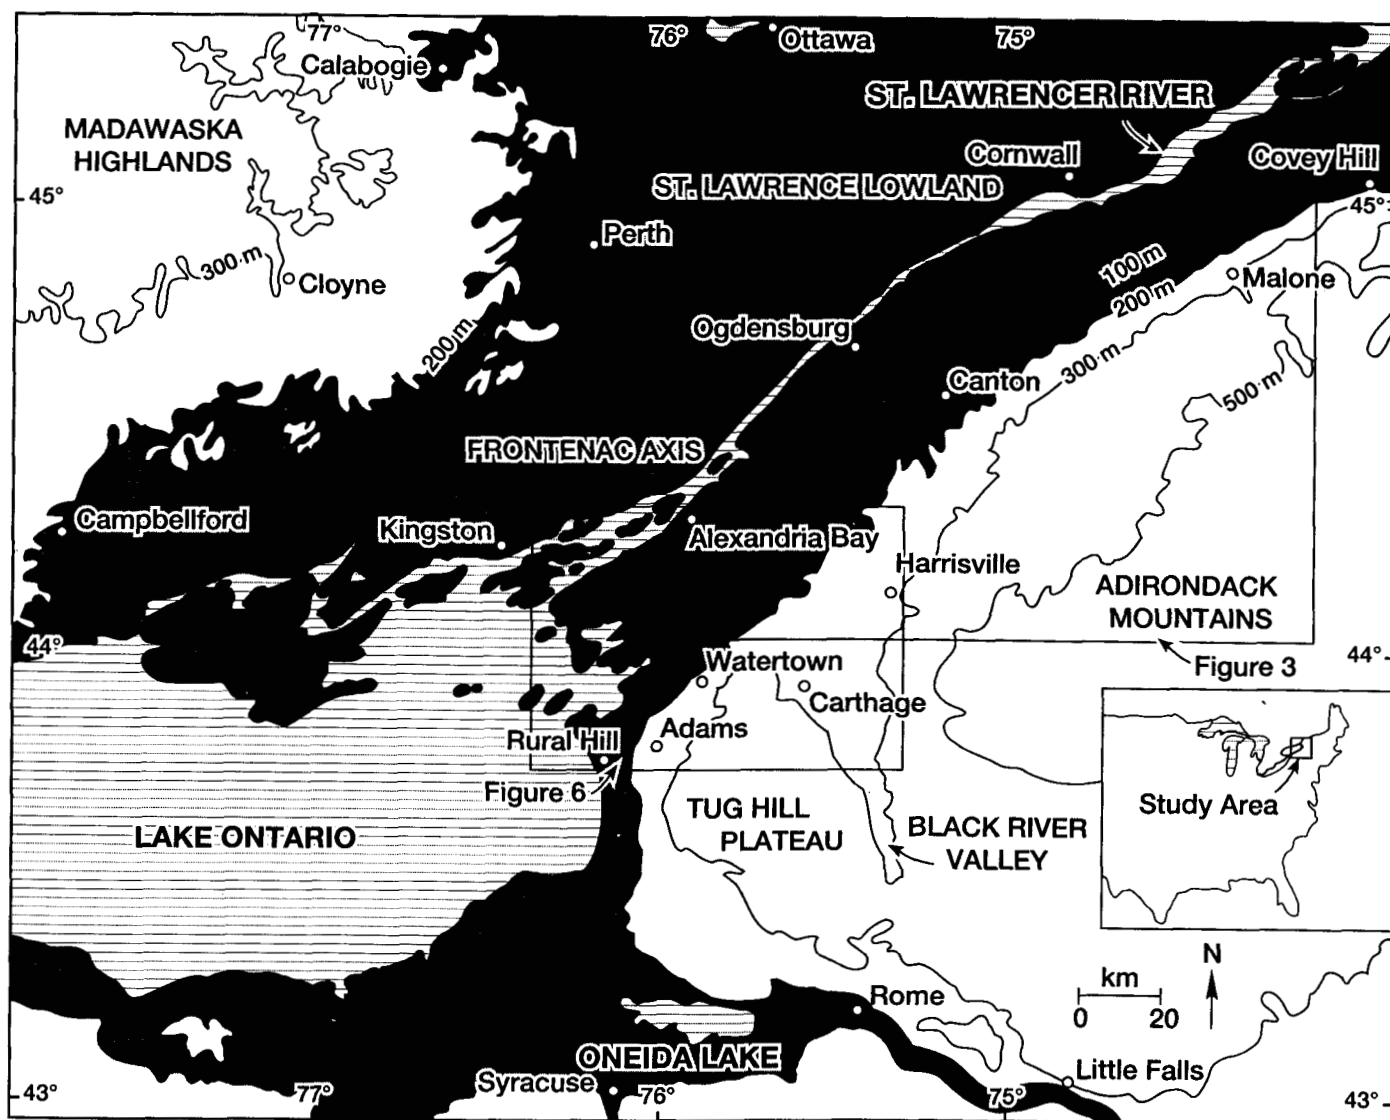 77°
76°
Ottawa
75°
Calabogie
ST. LAWRENCER RIVER
MADAWASKA
HIGHLANDS
Cornwall
Covey Hill
45°
ST. LAWRENCE LOWLAND
45°
Perth
300 m
Cloyne
100 m
200 m
Malone
Ogdensburg
200 m
300 m
500 m
Canton
FRONTENAC AXIS
Campbellford
Kingston
Alexandria Bay
Harrisville
ADIRONDACK
MOUNTAINS
44°
Watertown
Figure 3
44°
Carthage
Adams
Rural Hill
Figure 6
Study Area
TUG HILL
PLATEAU
LAKE ONTARIO
BLACK RIVER
VALLEY
N
km
0 20
Rome
ONEIDA LAKE
Syracuse
Little Falls
43°
77°
76°
75°
43°